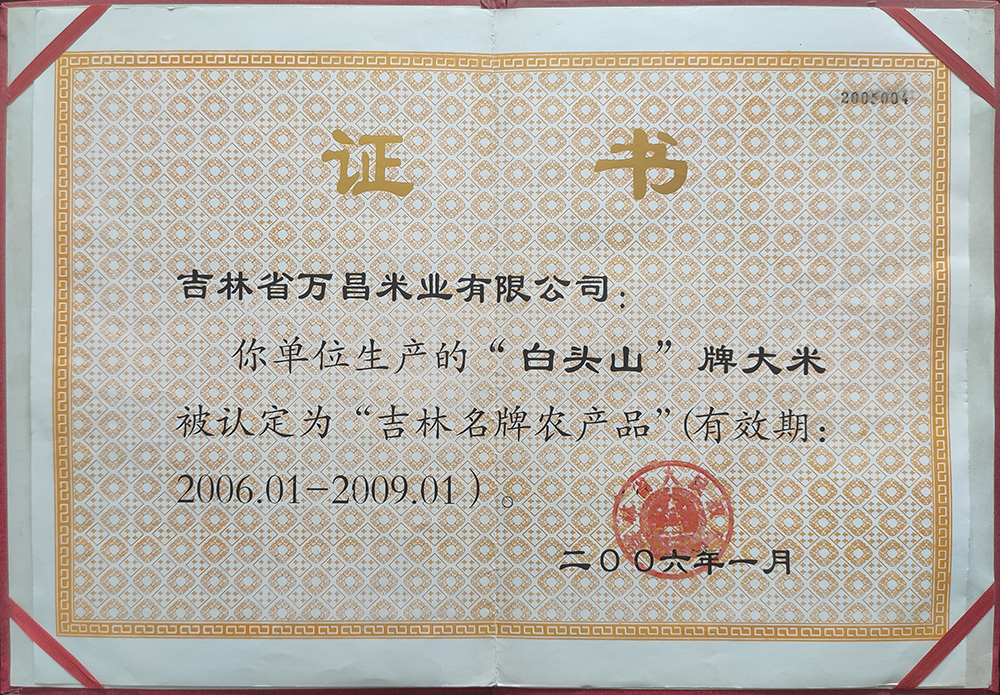 2005004
证 书
吉林省万昌米业有限公司：
你单位生产的“白头山”牌大米
被认定为“吉林名牌农产品”(有效期：
2006.01-2009.01）。
二〇〇六年一月